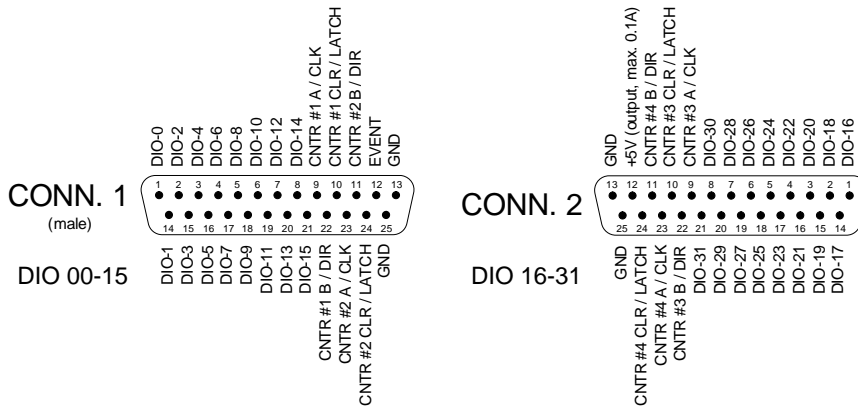 DIO-0
DIO-2
DIO-4
DIO-6
DIO-8
DIO-10
DIO-12
DIO-14
CNTR #1 A / CLK
CNTR #1 CLR / LATCH
CNTR #2 B / DIR
EVENT
GND
1 2 3 4 5 6 7 8 9 10 11 12 13
CONN. 1
(male)
14 15 16 17 18 19 20 21 22 23 24 25
DIO 00-15
DIO-1
DIO-3
DIO-5
DIO-7
DIO-9
DIO-11
DIO-13
DIO-15
CNTR #1 B / DIR
CNTR #2 A / CLK
CNTR #2 CLR / LATCH
GND
GND
+5V (output, max. 0.1A)
CNTR #4 B / DIR
CNTR #3 CLR / LATCH
CNTR #3 A / CLK
DIO-30
DIO-28
DIO-26
DIO-24
DIO-22
DIO-20
DIO-18
DIO-16
13 12 11 10 9 8 7 6 5 4 3 2 1
CONN. 2
25 24 23 22 21 20 19 18 17 16 15 14
DIO 16-31
GND
CNTR #4 CLR / LATCH
CNTR #4 A / CLK
CNTR #3 B / DIR
DIO-31
DIO-29
DIO-27
DIO-25
DIO-23
DIO-21
DIO-19
DIO-17